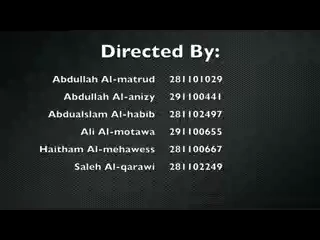 Directed By:
Abdullah Al-matrud 281101029
Abdullah Al-anizy 291100441
Abdualslam Al-habib 281102497
Ali Al-motawa 291100655
Haitham Al-mehawess 281100667
Saleh Al-qarawi 281102249